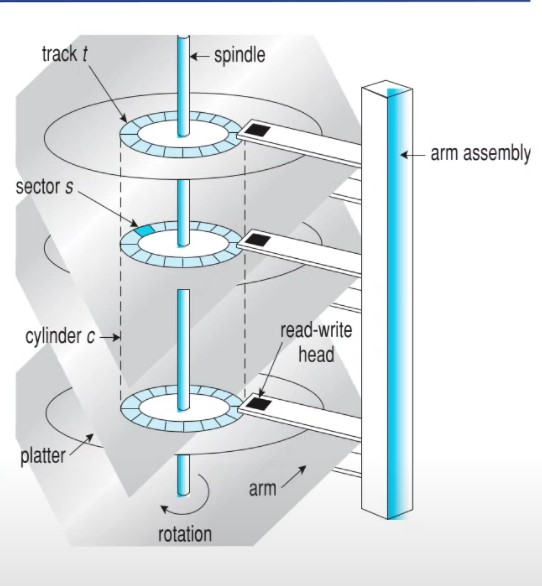 track t
spindle
arm assembly
sector s
cylinder c
read-write
head
platter
arm
rotation